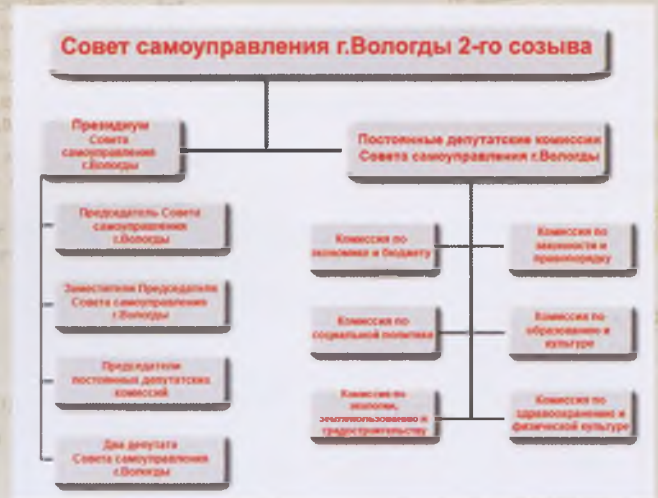 Совет самоуправления г.Вологды 2-го созыва
Президиум
Совета
самоуправления
г.Вологды
Постоянные депутатские комиссии
Совета самоуправления г.Вологды
Председатель Совета
самоуправления
г.Вологды
Заместители Председателя
Совета самоуправления
г.Вологды
Председатели
постоянных депутатских
комиссий
Два депутата
Совета самоуправления
г.Вологды
Комиссия по
экономике и бюджету
Комиссия по
законности и
правопорядку
Комиссия по
социальной политике
Комиссия по
образованию и
культуре
Комиссия по
экологии,
землепользованию и
градостроительству
Комиссия по
здравоохранению и
физической культуре